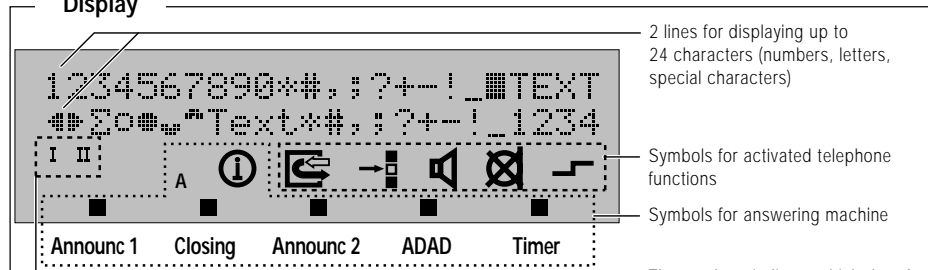 Display
2 lines for displaying up to
24 characters (numbers, letters,
special characters)
1234567890*#,;?+-!_█TEXT
Text*#,;?+-!_1234
I II
A
Symbols for activated telephone
functions
Symbols for answering machine
Announc 1 Closing Announc 2 ADAD Timer